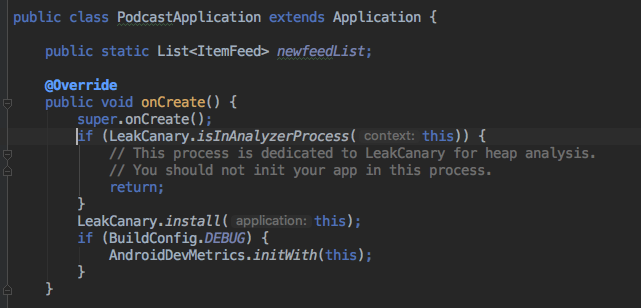 public class PodcastApplication extends Application {
public static List<ItemFeed> newfeedList;
@Override
public void onCreate() {
super.onCreate();
if (LeakCanary.isInAnalyzerProcess( context: this)) {
// This process is dedicated to LeakCanary for heap analysis.
// You should not init your app in this process.
return;
}
LeakCanary.install( application: this);
if (BuildConfig.DEBUG) {
AndroidDevMetrics.initWith(this);
}
}